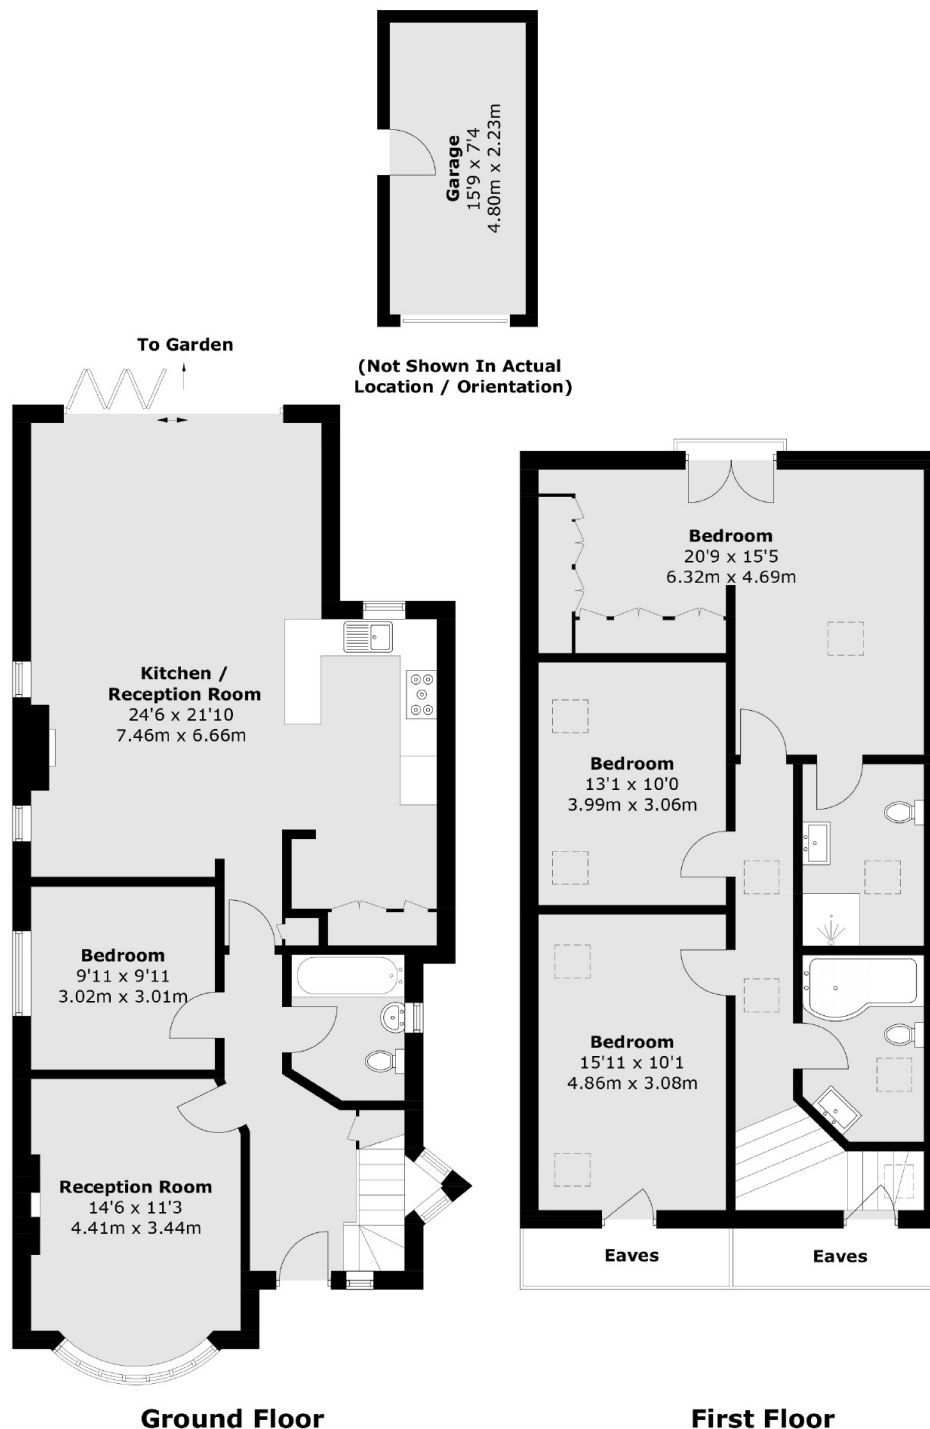 Garage
15'9 x 7'4
4.80m x 2.23m
(Not Shown In Actual
Location / Orientation)
To Garden
Kitchen /
Reception Room
24'6 x 21'10
7.46m x 6.66m
Bedroom
9'11 x 9'11
3.02m x 3.01m
Reception Room
14'6 x 11'3
4.41m x 3.44m
Ground Floor
Bedroom
20'9 x 15'5
6.32m x 4.69m
Bedroom
13'1 x 10'0
3.99m x 3.06m
Bedroom
15'11 x 10'1
4.86m x 3.08m
Eaves
Eaves
First Floor